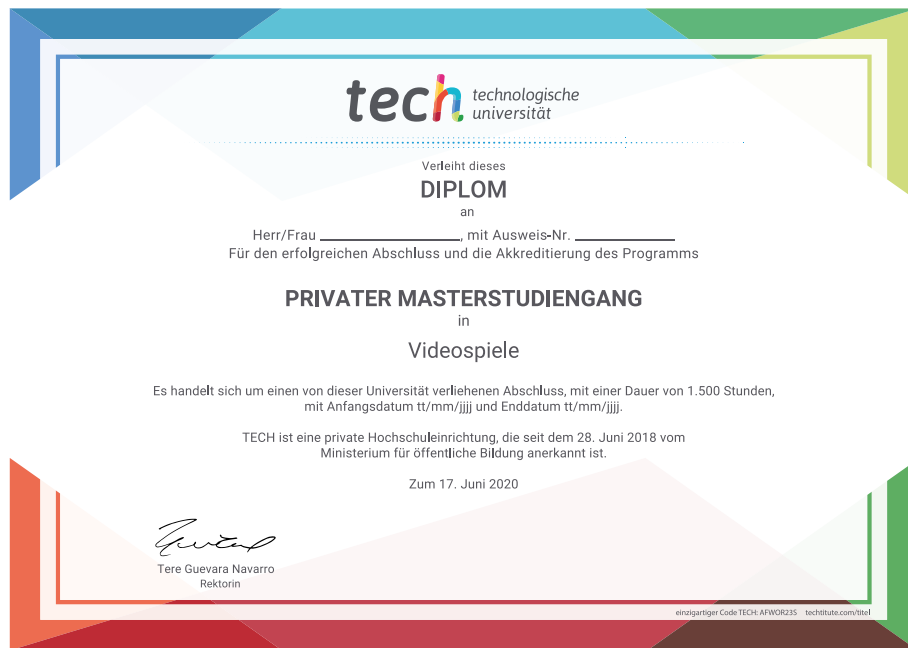 tech technologische
universität
Verleiht dieses
DIPLOM
an
Herr/Frau ____________, mit Ausweis-Nr. ____________
Für den erfolgreichen Abschluss und die Akkreditierung des Programms
PRIVATER MASTERSTUDIENGANG
in
Videospiele
Es handelt sich um einen von dieser Universität verliehenen Abschluss, mit einer Dauer von 1.500 Stunden,
mit Anfangsdatum tt/mm/jjjj und Enddatum tt/mm/jjjj.
TECH ist eine private Hochschuleinrichtung, die seit dem 28. Juni 2018 vom
Ministerium für öffentliche Bildung anerkannt ist.
Zum 17. Juni 2020
Tere Guevara Navarro
Rektorin
einzigartiger Code TECH: AFWOR23S techtitute.com/titel